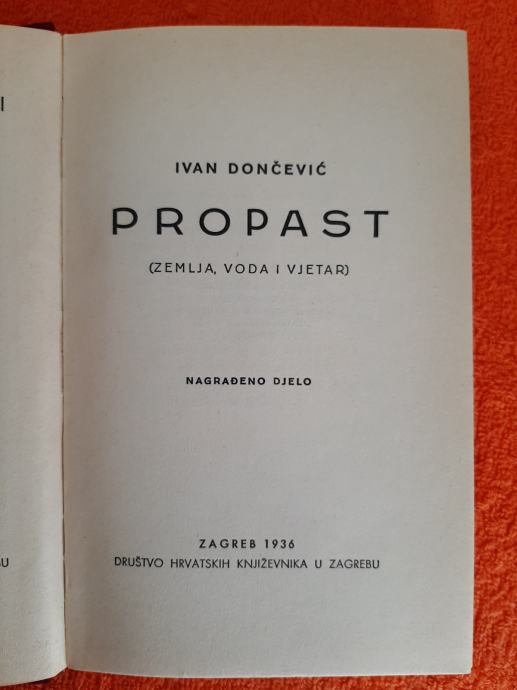 I
IVAN DONČEVIĆ
PROPAST
(ZEMLJA, VODA I VJETAR)
NAGRAĐENO DJELO
ZAGREB 1936
DRUŠTVO HRVATSKIH KNJIŽEVNIKA U ZAGREBU